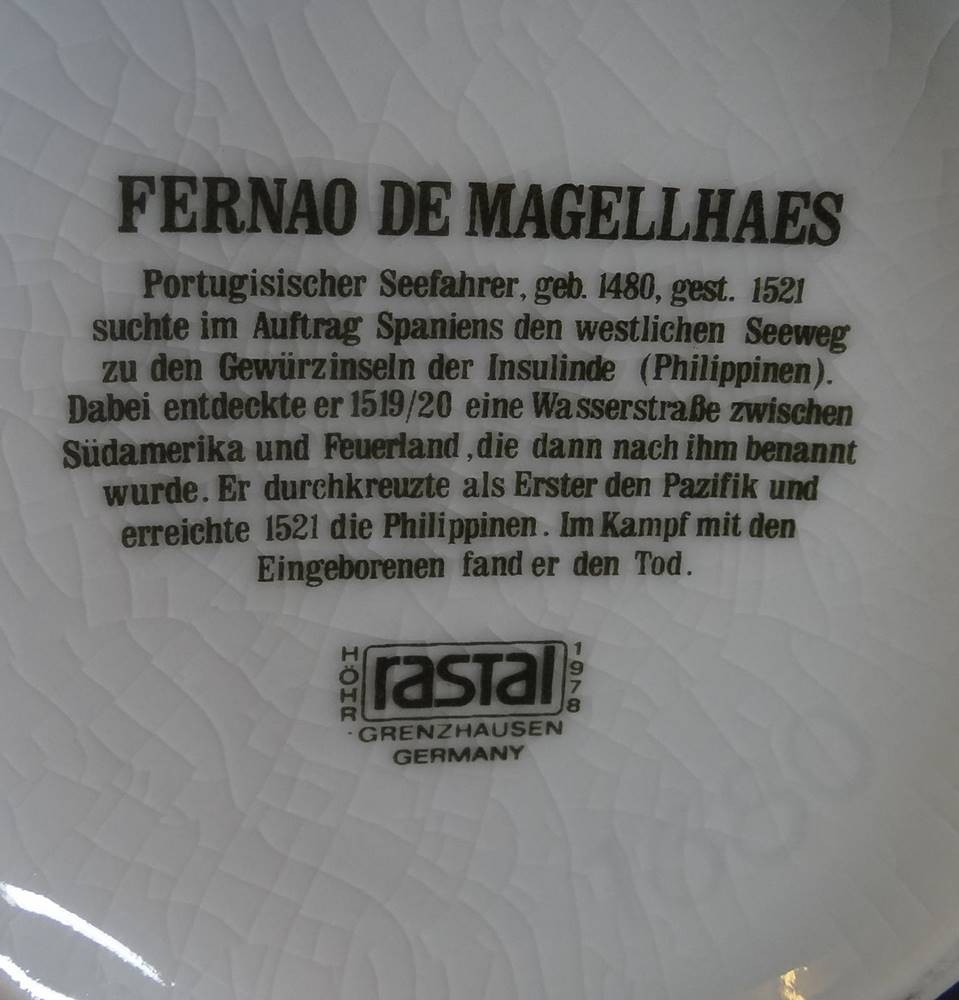 FERNAO DE MAGELLHAES
Portugisischer Seefahrer, geb. 1480, gest. 1521
suchte im Auftrag Spaniens den westlichen Seeweg
zu den Gewürzinseln der Insulinde (Philippinen).
Dabei entdeckte er 1519/20 eine Wasserstraße zwischen
Südamerika und Feuerland, die dann nach ihm benannt
wurde. Er durchkreuzte als Erster den Pazifik und
erreichte 1521 die Philippinen. Im Kampf mit den
Eingeborenen fand er den Tod.
HÖHR rastal 1978
·GRENZHAUSEN
GERMANY